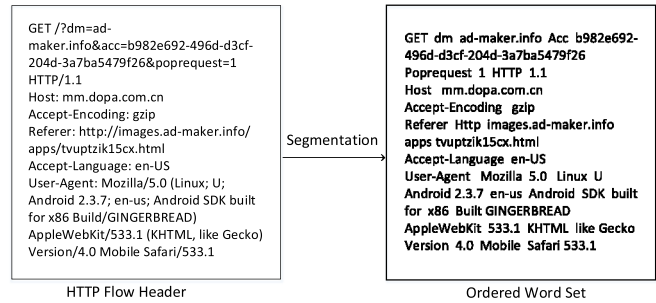 GET /?dm=ad-
maker.info&acc=b982e692-496d-d3cf-
204d-3a7ba5479f26&poprequest=1
HTTP/1.1
Host: mm.dopa.com.cn
Accept-Encoding: gzip
Referer: http://images.ad-maker.info/
apps/tvuptzik15cx.html
Accept-Language: en-US
User-Agent: Mozilla/5.0 (Linux; U;
Android 2.3.7; en-us; Android SDK built
for x86 Build/GINGERBREAD)
AppleWebKit/533.1 (KHTML, like Gecko)
Version/4.0 Mobile Safari/533.1
HTTP Flow Header
Segmentation
GET dm ad-maker.info Acc b982e692-
496d-d3cf-204d-3a7ba5479f26
Poprequest 1 HTTP 1.1
Host mm.dopa.com.cn
Accept-Encoding gzip
Referer Http images.ad-maker.info
apps tvuptzik15cx.html
Accept-Language en-US
User-Agent Mozilla 5.0 Linux U
Android 2.3.7 en-us Android SDK built
for x86 Built GINGERBREAD
AppleWebKit 533.1 KHTML like Gecko
Version 4.0 Mobile Safari 533.1
Ordered Word Set